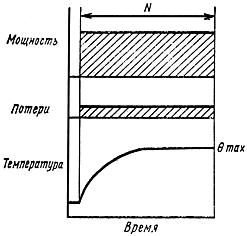 N
Мощность
Потери
Температура
θ max
Время